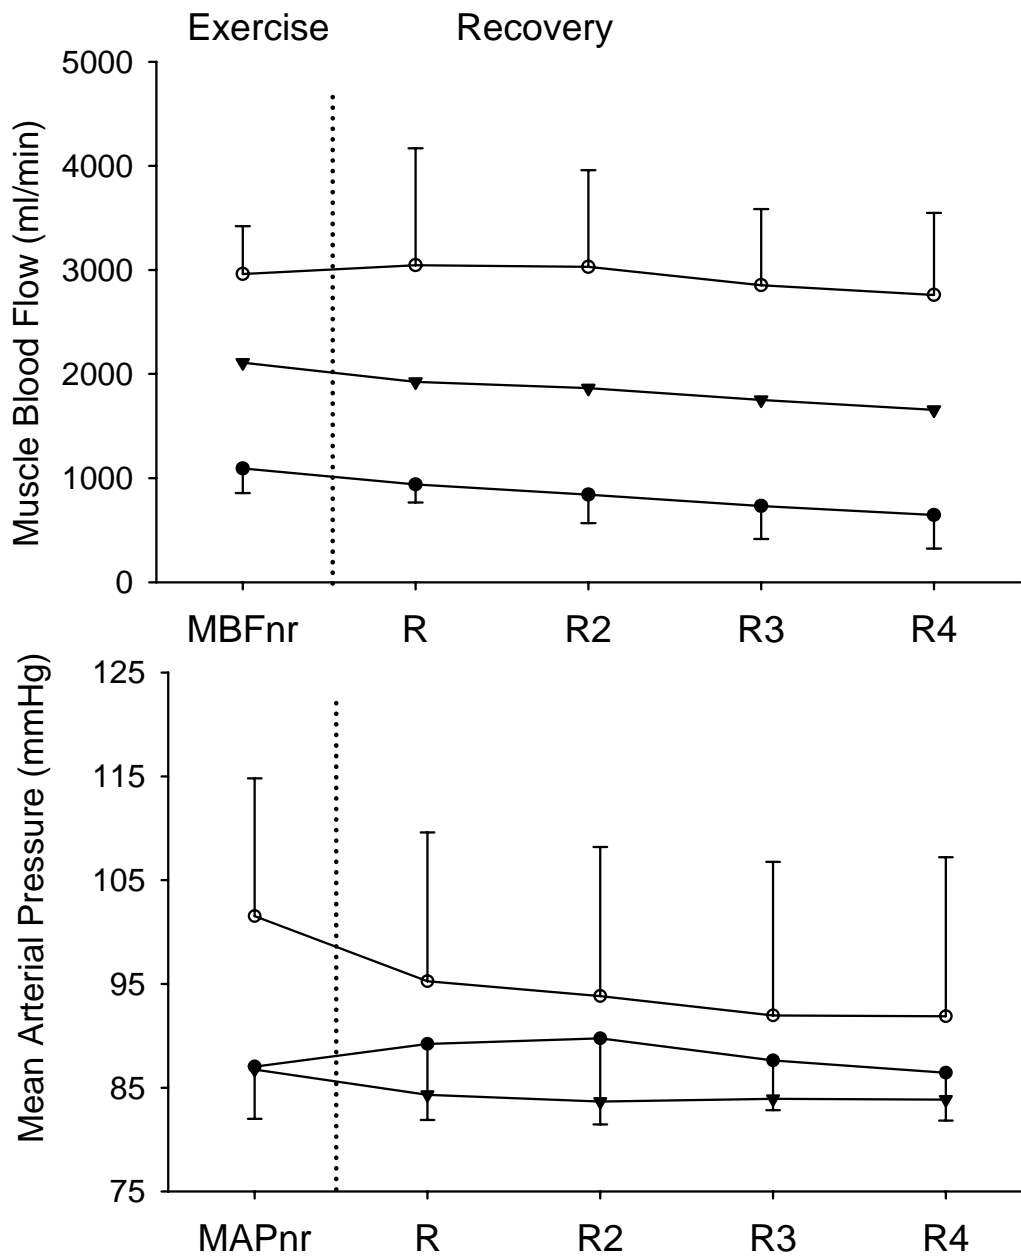 Exercise Recovery
5000
4000
3000
2000
1000
0
Muscle Blood Flow (ml/min)
MBFnr R R2 R3 R4
125
115
105
95
85
75
Mean Arterial Pressure (mmHg)
MAPnr R R2 R3 R4